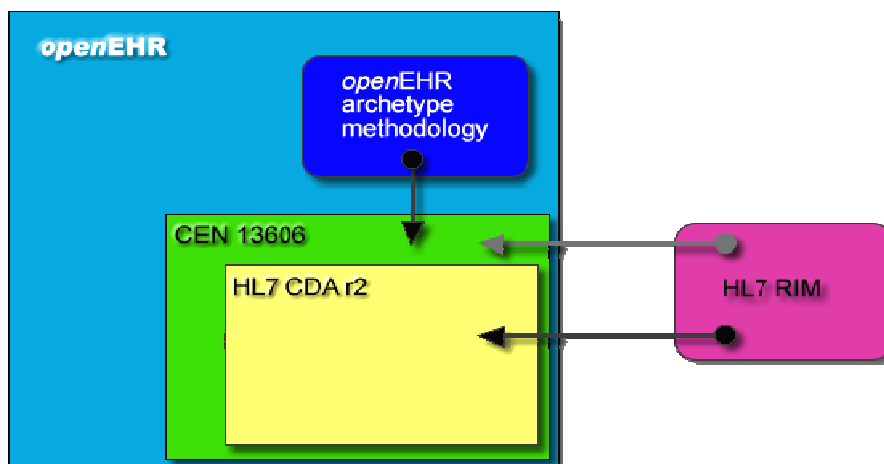 openEHR
openEHR
archetype
methodology
CEN 13606
HL7 CDA r2
HL7 RIM